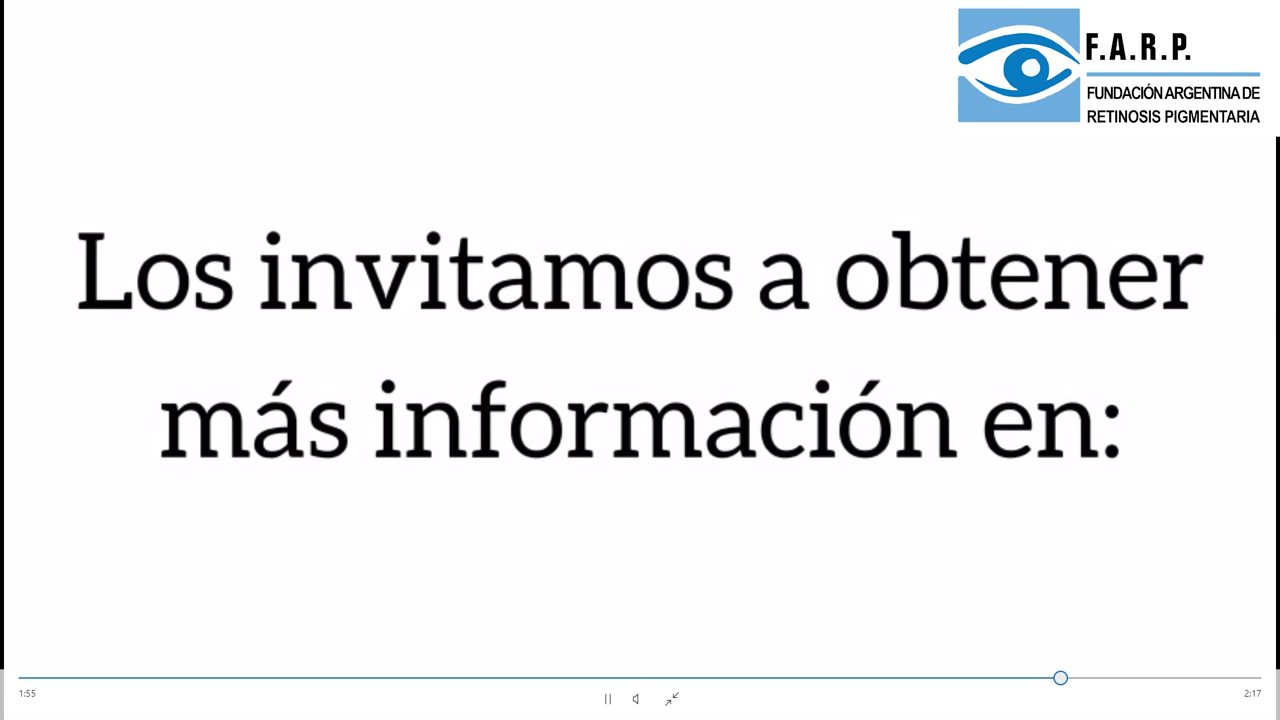 F.A.R.P.
FUNDACIÓN ARGENTINA DE
RETINOSIS PIGMENTARIA
Los invitamos a obtener
más información en:
1:55
2:17